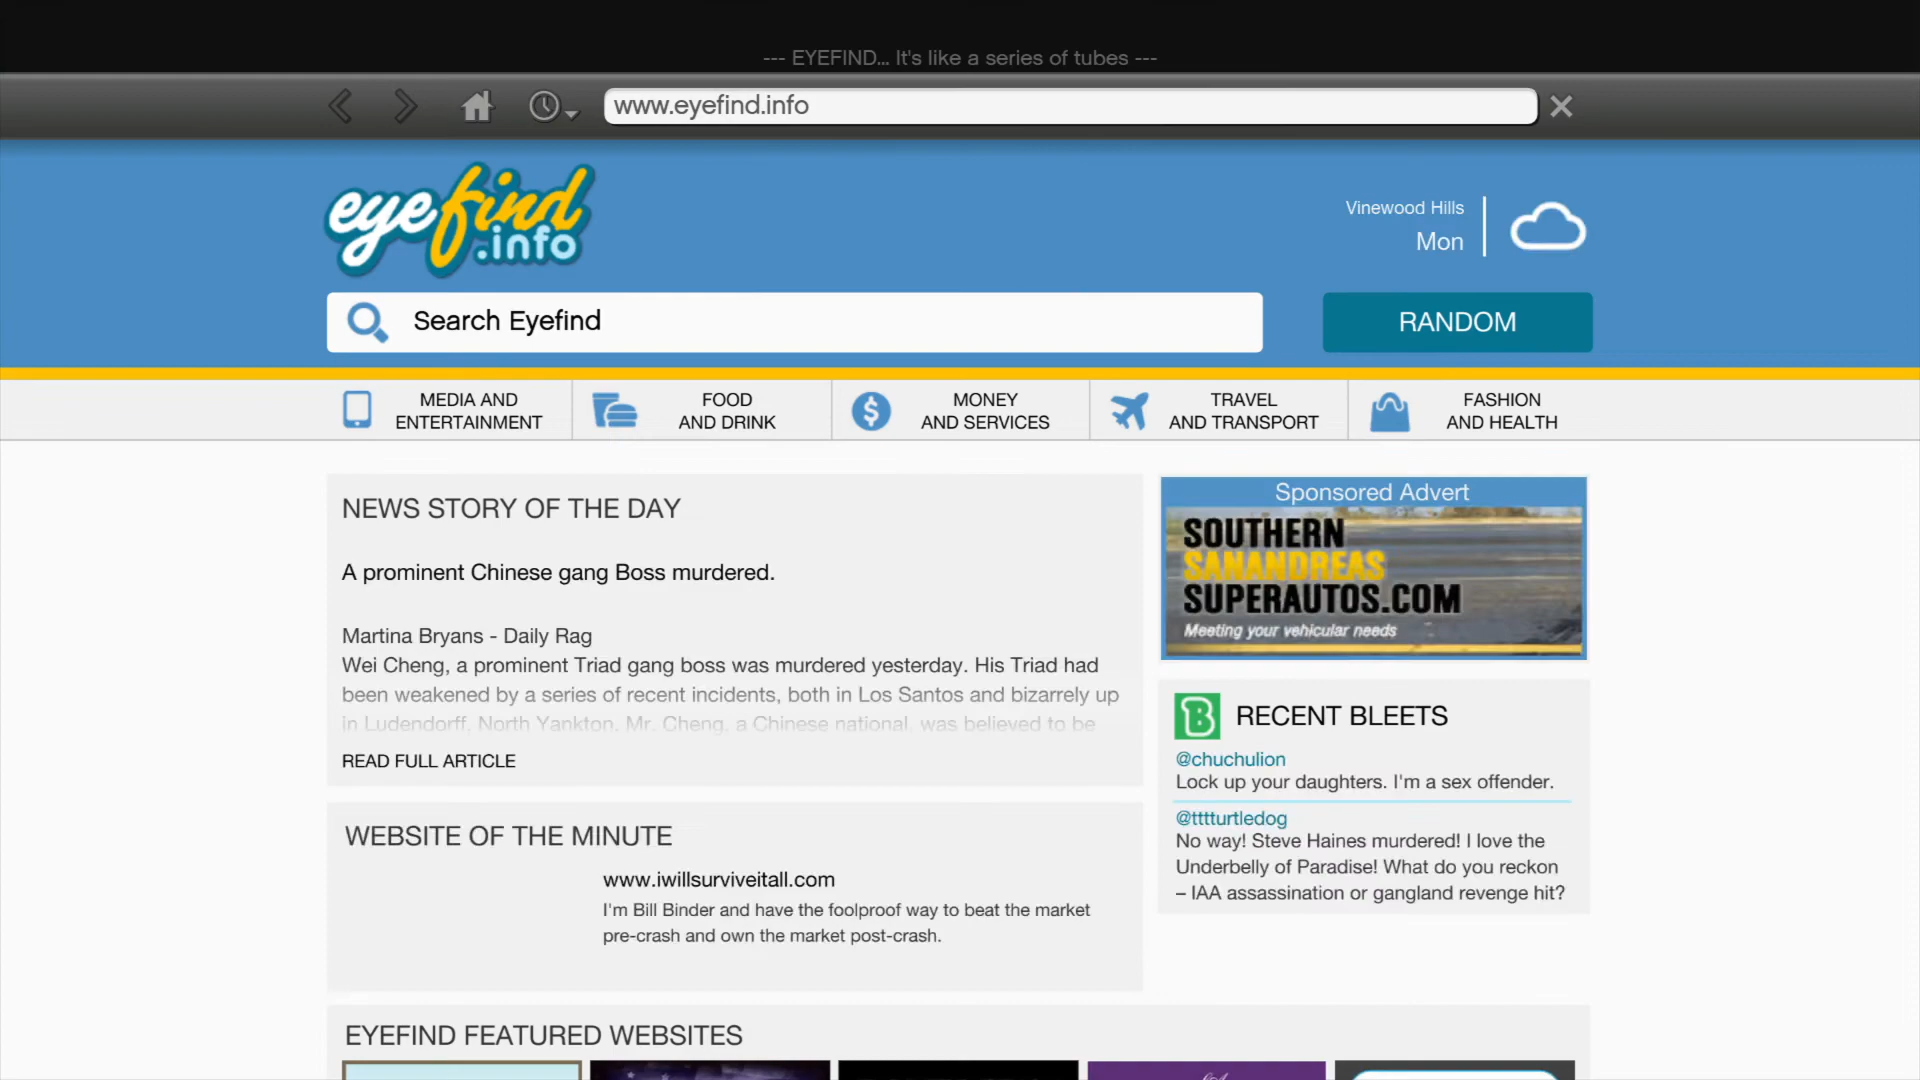 --- EYEFIND... It's like a series of tubes ---
www.eyefind.info
eyefind
.info
Vinewood Hills
Mon
Search Eyefind
RANDOM
MEDIA AND
ENTERTAINMENT
FOOD
AND DRINK
MONEY
AND SERVICES
TRAVEL
AND TRANSPORT
FASHION
AND HEALTH
NEWS STORY OF THE DAY
A prominent Chinese gang Boss murdered.
Martina Bryans - Daily Rag
Wei Cheng, a prominent Triad gang boss was murdered yesterday. His Triad had
been weakened by a series of recent incidents, both in Los Santos and bizarrely up
in Ludendorff, North Yankton. Mr. Cheng, a Chinese national, was believed to be
READ FULL ARTICLE
WEBSITE OF THE MINUTE
www.iwillsurviveitall.com
I'm Bill Binder and have the foolproof way to beat the market
pre-crash and own the market post-crash.
Sponsored Advert
SOUTHERN
SANANDREAS
SUPERAUTOS.COM
Meeting your vehicular needs
B
RECENT BLEETS
@chuchulion
Lock up your daughters. I'm a sex offender.
@tttturtledog
No way! Steve Haines murdered! I love the
Underbelly of Paradise! What do you reckon
– IAA assassination or gangland revenge hit?
EYEFIND FEATURED WEBSITES